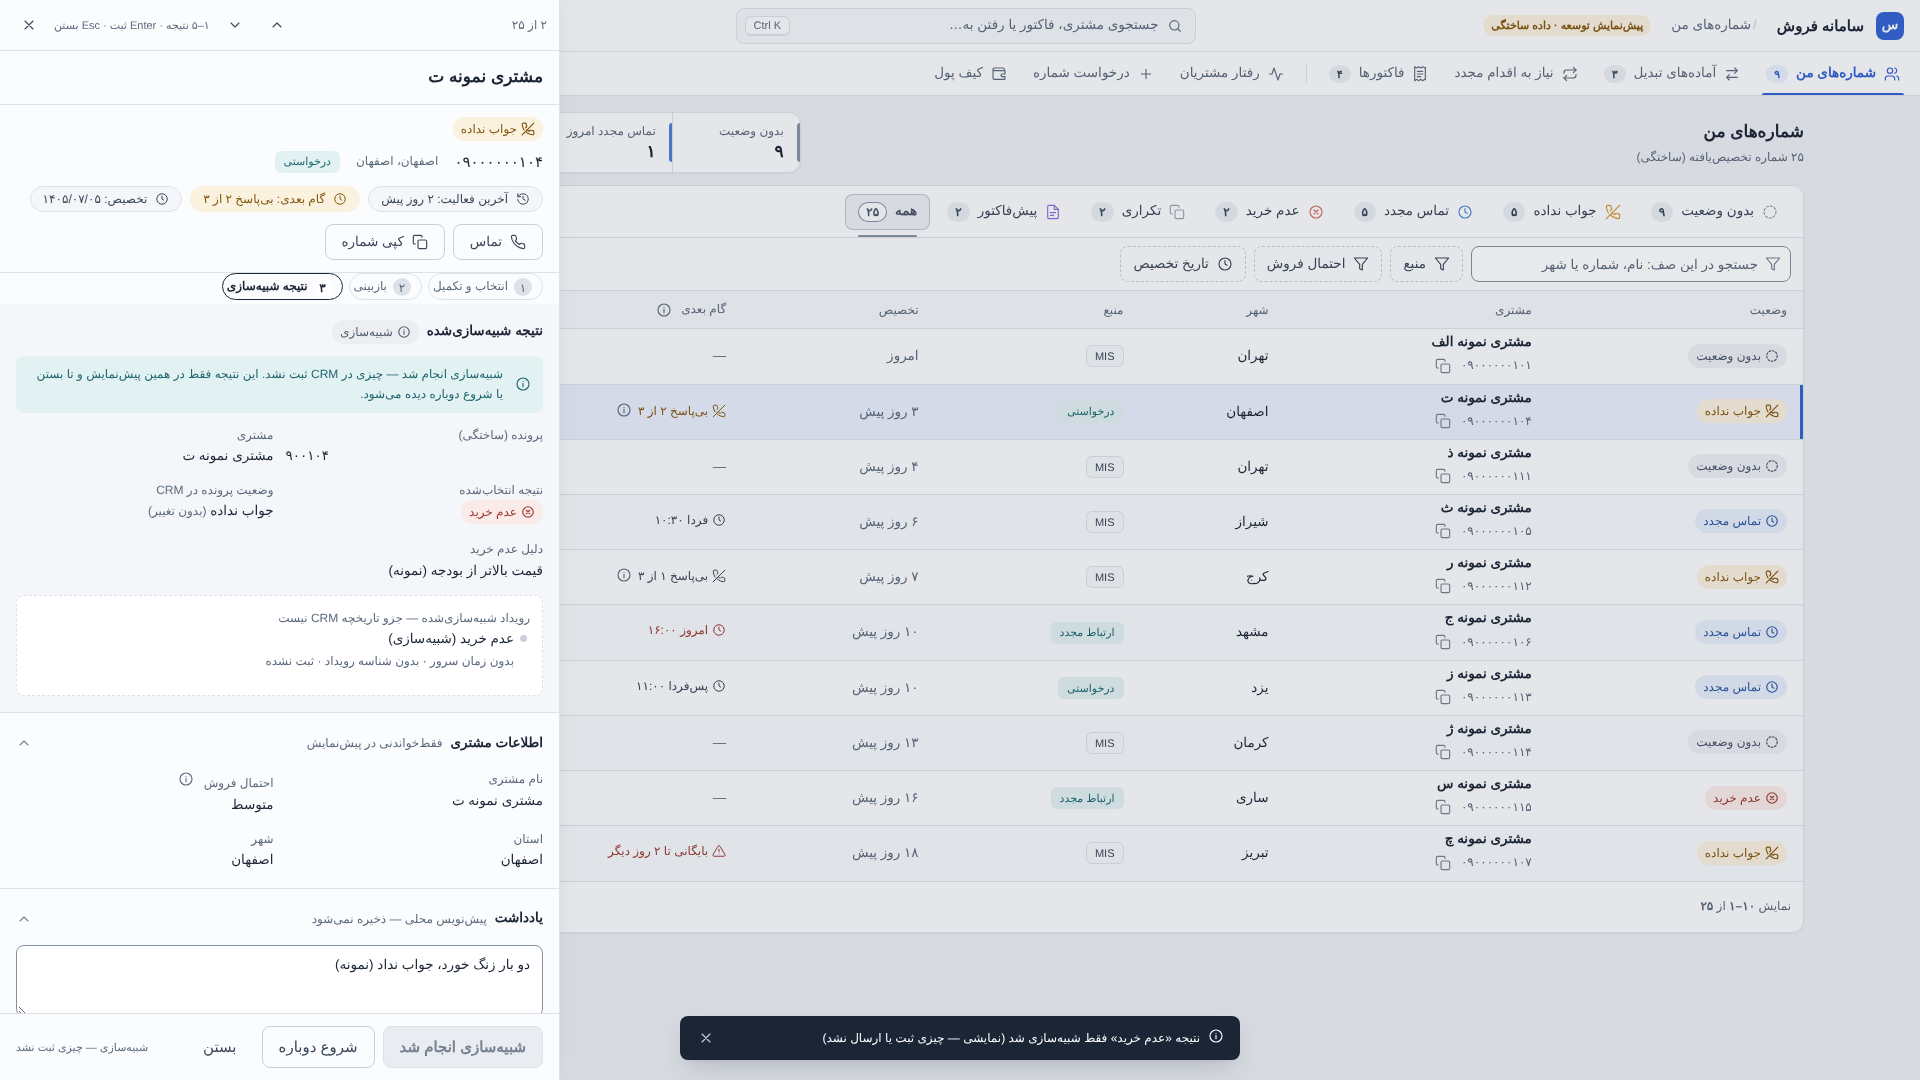 س سامانه فروش / شماره‌های من پیش‌نمایش توسعه · داده ساختگی
جستجوی مشتری، فاکتور یا رفتن به... Ctrl K
شماره‌های من ۹ آماده‌های تبدیل ۳ نیاز به اقدام مجدد فاکتورها ۴ رفتار مشتریان درخواست شماره کیف پول
شماره‌های من
۲۵ شماره تخصیص‌یافته (ساختگی)
بدون وضعیت تماس مجدد امروز
۹ ۱
بدون وضعیت ۹ جواب نداده ۵ تماس مجدد ۵ عدم خرید ۲ تکراری ۲ پیش‌فاکتور ۲ همه ۲۵
جستجو در این صف: نام، شماره یا شهر منبع احتمال فروش تاریخ تخصیص
وضعیت مشتری شهر منبع تخصیص گام بعدی
بدون وضعیت مشتری نمونه الف تهران MIS امروز —
۰۹۰۰۰۰۰۰۱۰۱
جواب نداده مشتری نمونه ت اصفهان درخواستی ۳ روز پیش بی‌پاسخ ۲ از ۳
۰۹۰۰۰۰۰۰۱۰۴
بدون وضعیت مشتری نمونه ذ تهران MIS ۴ روز پیش —
۰۹۰۰۰۰۰۰۱۱۱
تماس مجدد مشتری نمونه ث شیراز MIS ۶ روز پیش فردا ۱۰:۳۰
۰۹۰۰۰۰۰۰۱۰۵
جواب نداده مشتری نمونه ر کرج MIS ۷ روز پیش بی‌پاسخ ۱ از ۳
۰۹۰۰۰۰۰۰۱۱۲
تماس مجدد مشتری نمونه ج مشهد ارتباط مجدد ۱۰ روز پیش امروز ۱۶:۰۰
۰۹۰۰۰۰۰۰۱۰۶
تماس مجدد مشتری نمونه ز یزد درخواستی ۱۰ روز پیش پس‌فردا ۱۱:۰۰
۰۹۰۰۰۰۰۰۱۱۳
بدون وضعیت مشتری نمونه ژ کرمان MIS ۱۳ روز پیش —
۰۹۰۰۰۰۰۰۱۱۴
عدم خرید مشتری نمونه س ساری ارتباط مجدد ۱۶ روز پیش —
۰۹۰۰۰۰۰۰۱۱۵
جواب نداده مشتری نمونه چ تبریز MIS ۱۸ روز پیش بایگانی تا ۲ روز دیگر
۰۹۰۰۰۰۰۰۱۰۷
نمایش ۱–۱۰ از ۲۵
۲ از ۲۵ ۱–۵ نتیجه · Enter ثبت · Esc بستن
مشتری نمونه ت
جواب نداده
۰۹۰۰۰۰۰۰۱۰۴ اصفهان، اصفهان درخواستی
آخرین فعالیت: ۲ روز پیش گام بعدی: بی‌پاسخ ۲ از ۳ تخصیص: ۱۴۰۵/۰۷/۰۵
تماس کپی شماره
۱ انتخاب و تکمیل ۲ بازبینی ۳ نتیجه شبیه‌سازی
نتیجه شبیه‌سازی‌شده شبیه‌سازی
شبیه‌سازی انجام شد — چیزی در CRM ثبت نشد. این نتیجه فقط در همین پیش‌نمایش و تا بستن
یا شروع دوباره دیده می‌شود.
پرونده (ساختگی) مشتری
۹۰۰۱۰۴ مشتری نمونه ت
نتیجه انتخاب‌شده وضعیت پرونده در CRM
عدم خرید جواب نداده (بدون تغییر)
دلیل عدم خرید
قیمت بالاتر از بودجه (نمونه)
رویداد شبیه‌سازی‌شده — جزو تاریخچه CRM نیست
عدم خرید (شبیه‌سازی)
بدون زمان سرور · بدون شناسه رویداد · ثبت نشده
اطلاعات مشتری فقط‌خواندنی در پیش‌نمایش
نام مشتری احتمال فروش
مشتری نمونه ت متوسط
استان شهر
اصفهان اصفهان
یادداشت پیش‌نویس محلی — ذخیره نمی‌شود
دو بار زنگ خورد، جواب نداد (نمونه)
شبیه‌سازی انجام شد شروع دوباره بستن شبیه‌سازی — چیزی ثبت نشد
نتیجه «عدم خرید» فقط شبیه‌سازی شد (نمایشی — چیزی ثبت یا ارسال نشد)